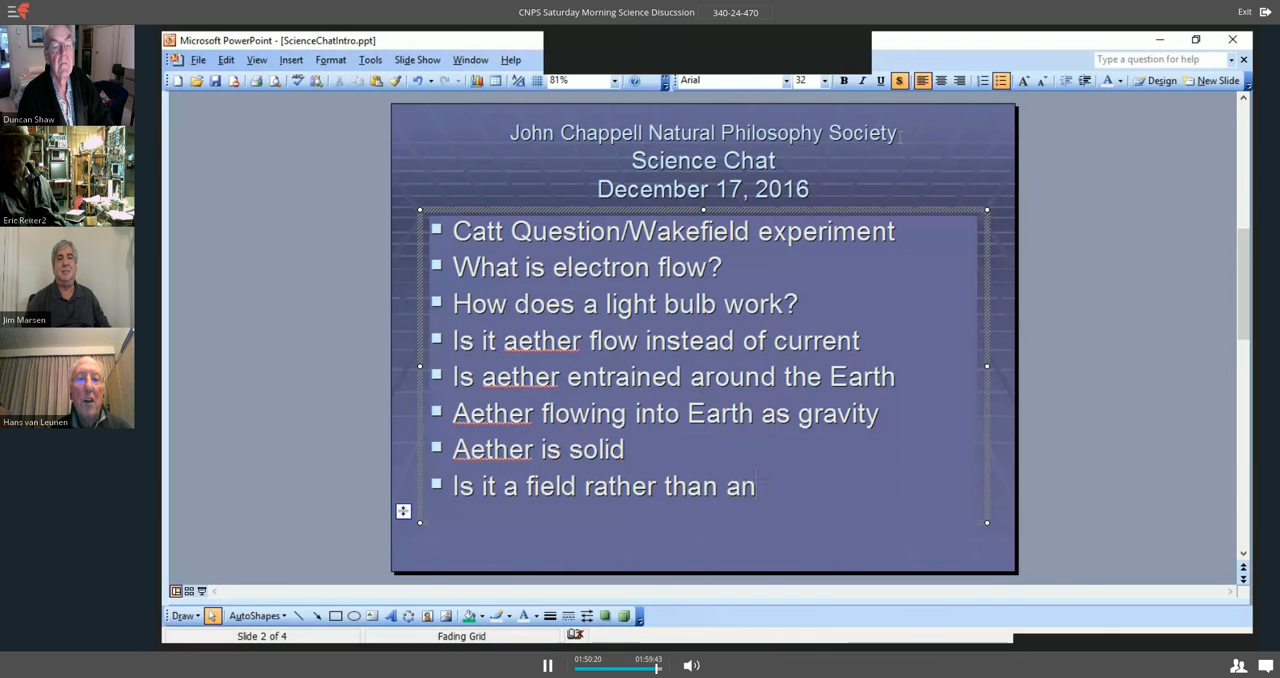 CNPS Saturday Morning Science Disucssion
340-24-470
Exit
Duncan Shaw
Eric Reiter2
Jim Marsen
Hans van Leunen
Microsoft PowerPoint - [ScienceChatIntro.ppt]
File Edit View Insert Format Tools Slide Show Window Help
Type a question for help
81%
Arial
32
B I U S
Design
New Slide
John Chappell Natural Philosophy Society
Science Chat
December 17, 2016
Catt Question/Wakefield experiment
What is electron flow?
How does a light bulb work?
Is it aether flow instead of current
Is aether entrained around the Earth
Aether flowing into Earth as gravity
Aether is solid
Is it a field rather than an
Draw
AutoShapes
Slide 2 of 4
Fading Grid
01:50:20
01:59:43